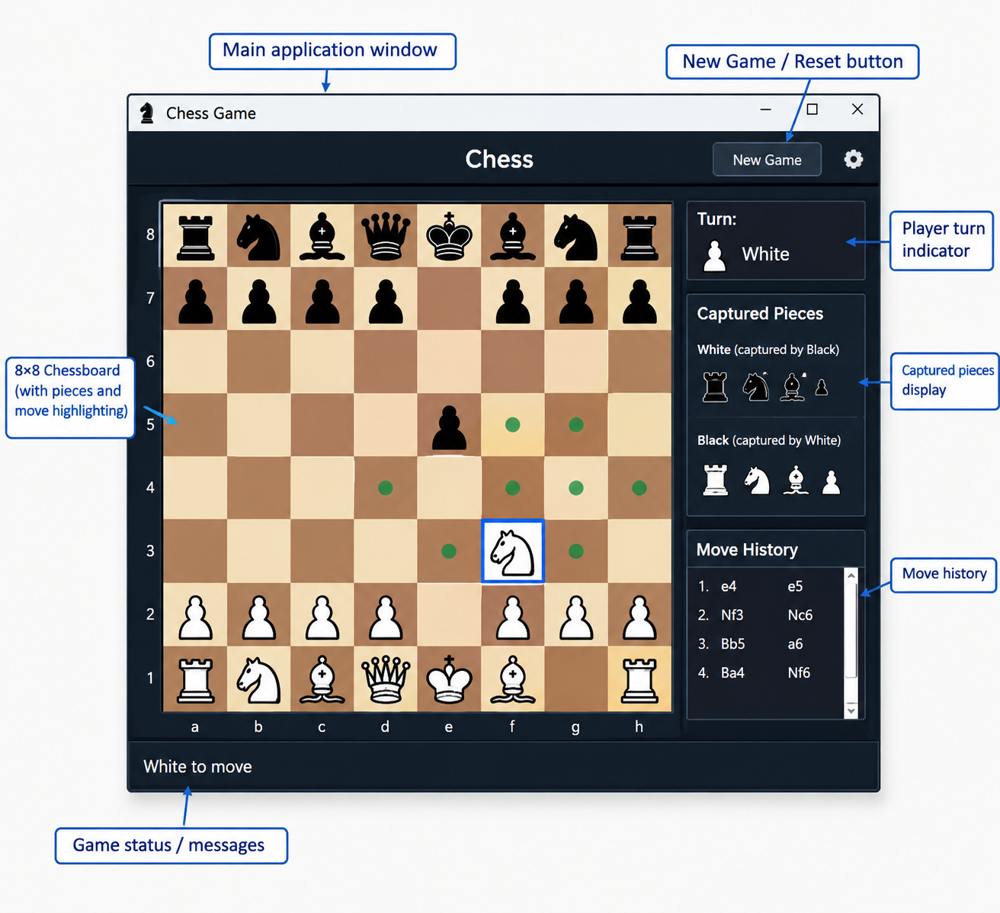 Main application window
New Game / Reset button
Chess Game
Chess
New Game
8
7
6
5
4
3
2
1
a b c d e f g h
8×8 Chessboard
(with pieces and
move highlighting)
Turn:
White
Player turn
indicator
Captured Pieces
White (captured by Black)
Black (captured by White)
Captured pieces
display
Move History
1. e4 e5
2. Nf3 Nc6
3. Bb5 a6
4. Ba4 Nf6
Move history
White to move
Game status / messages